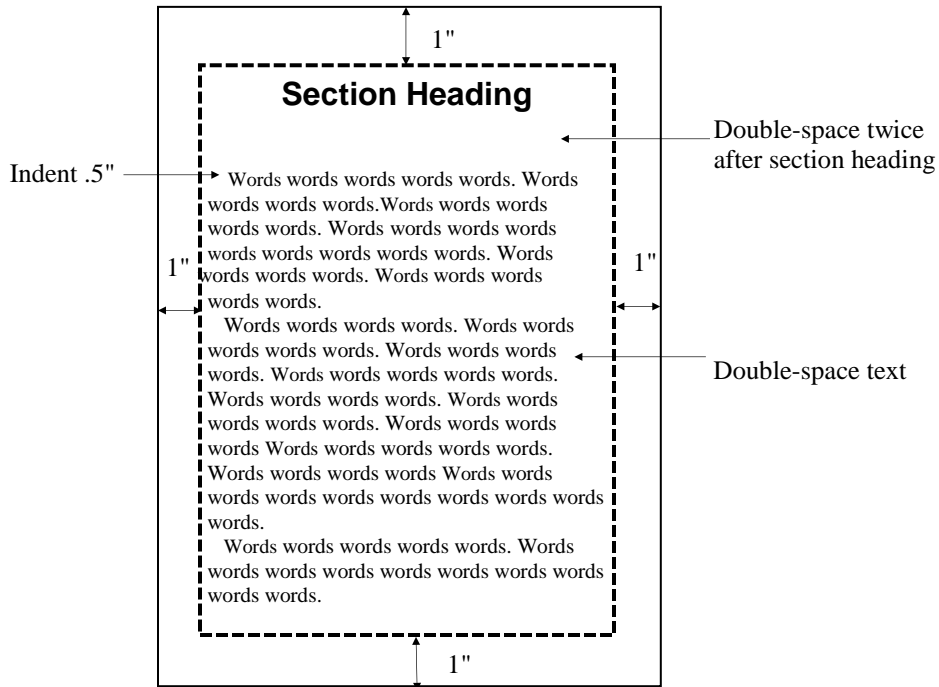 1"
Section Heading
Double-space twice
after section heading
Indent .5"
Words words words words words. Words
words words words.Words words words
words words. Words words words words
words words words words words. Words
words words words. Words words words
words words.
1"
1"
Words words words words. Words words
words words words. Words words words
words. Words words words words words.
Words words words words. Words words
words words words. Words words words
words Words words words words words.
Words words words words Words words
words words words words words words words
words.
Double-space text
Words words words words words. Words
words words words words words words words
words words.
1"